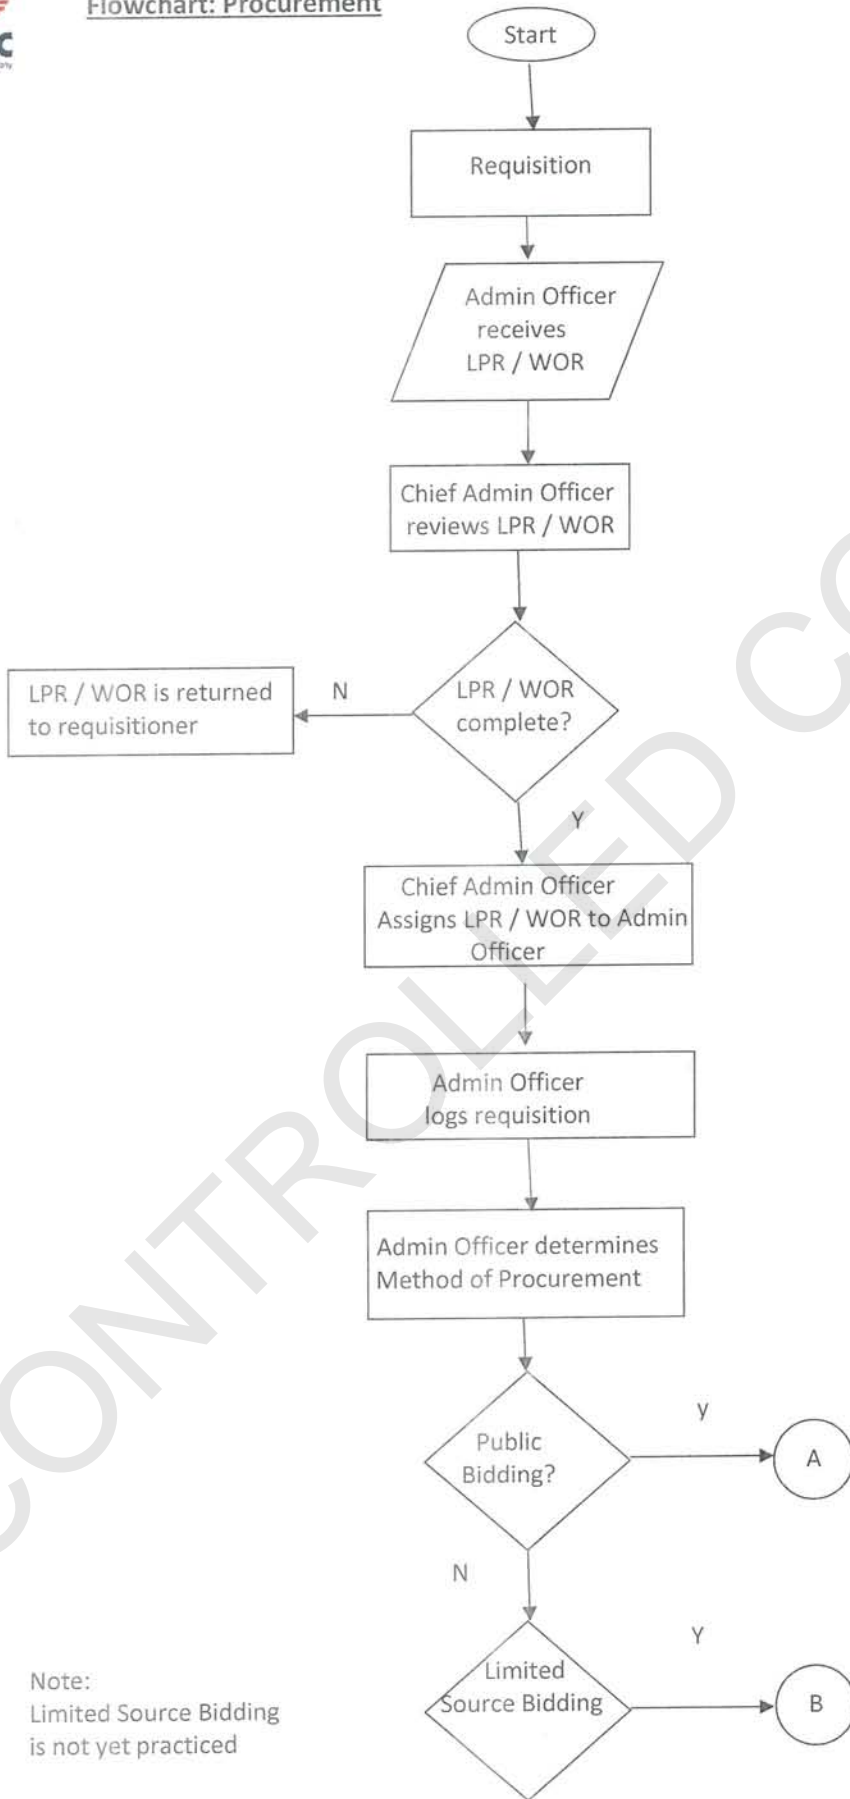 Flowchart: Procurement
Start
Requisition
Admin Officer
receives
LPR / WOR
Chief Admin Officer
reviews LPR / WOR
LPR / WOR is returned
to requisitioner
N
LPR / WOR
complete?
Y
Chief Admin Officer
Assigns LPR / WOR to Admin
Officer
Admin Officer
logs requisition
Admin Officer determines
Method of Procurement
y
Public
Bidding?
A
N
Y
Limited
Source Bidding
B
Note:
Limited Source Bidding
is not yet practiced
CONTROLLED CO